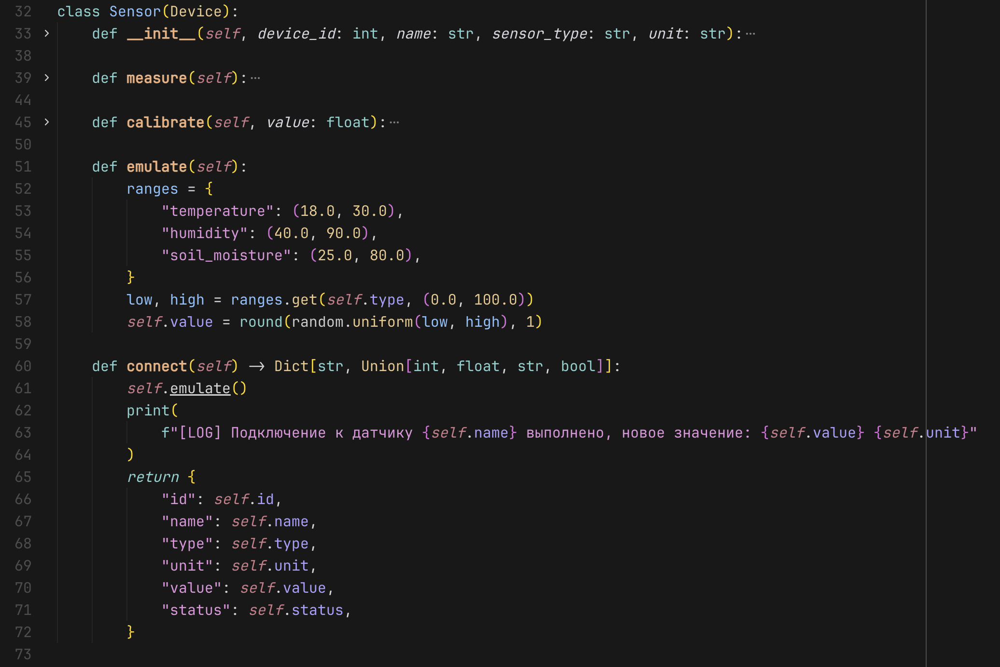 32 class Sensor(Device):
33 > def __init__(self, device_id: int, name: str, sensor_type: str, unit: str):···
38
39 > def measure(self):···
44
45 > def calibrate(self, value: float):···
50
51 def emulate(self):
52 ranges = {
53 "temperature": (18.0, 30.0),
54 "humidity": (40.0, 90.0),
55 "soil_moisture": (25.0, 80.0),
56 }
57 low, high = ranges.get(self.type, (0.0, 100.0))
58 self.value = round(random.uniform(low, high), 1)
59
60 def connect(self) -> Dict[str, Union[int, float, str, bool]]:
61 self.emulate()
62 print(
63 f"[LOG] Подключение к датчику {self.name} выполнено, новое значение: {self.value} {self.unit}"
64 )
65 return {
66 "id": self.id,
67 "name": self.name,
68 "type": self.type,
69 "unit": self.unit,
70 "value": self.value,
71 "status": self.status,
72 }
73